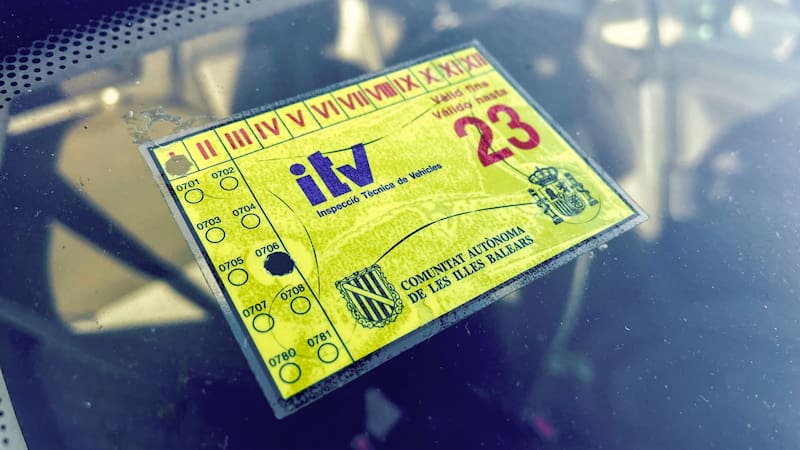 I II III IV V VI VII VIII IX X XI XII
Vàlid fins
Válido hasta
23
itv
Inspecció Tècnica de Vehicles
0701 0702
0703 0704
0705 0706
0707 0708
0780 0781
COMUNITAT AUTÒNOMA
DE LES ILLES BALEARS